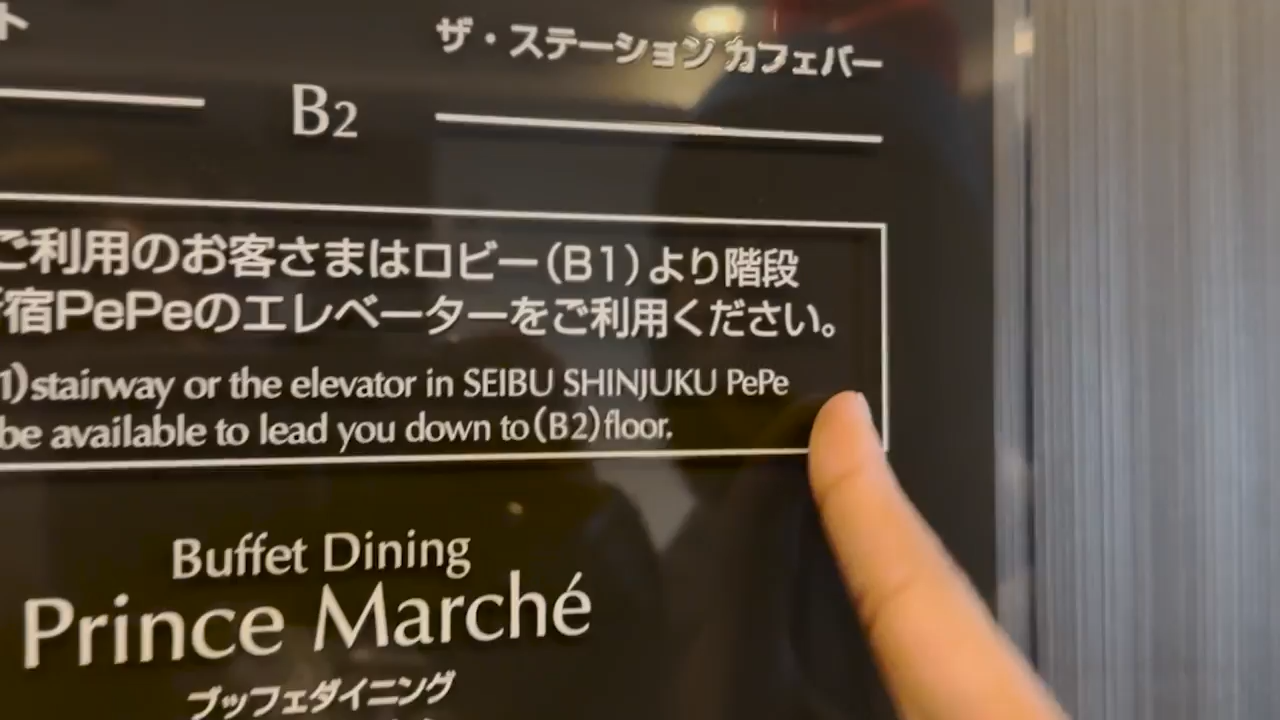 ト
ザ・ステーション カフェバー
B2
ご利用のお客さまはロビー(B1)より階段
宿PePeのエレベーターをご利用ください。
1)stairway or the elevator in SEIBU SHINJUKU PePe
be available to lead you down to(B2)floor.
Buffet Dining
Prince Marché
ブッフェダイニング